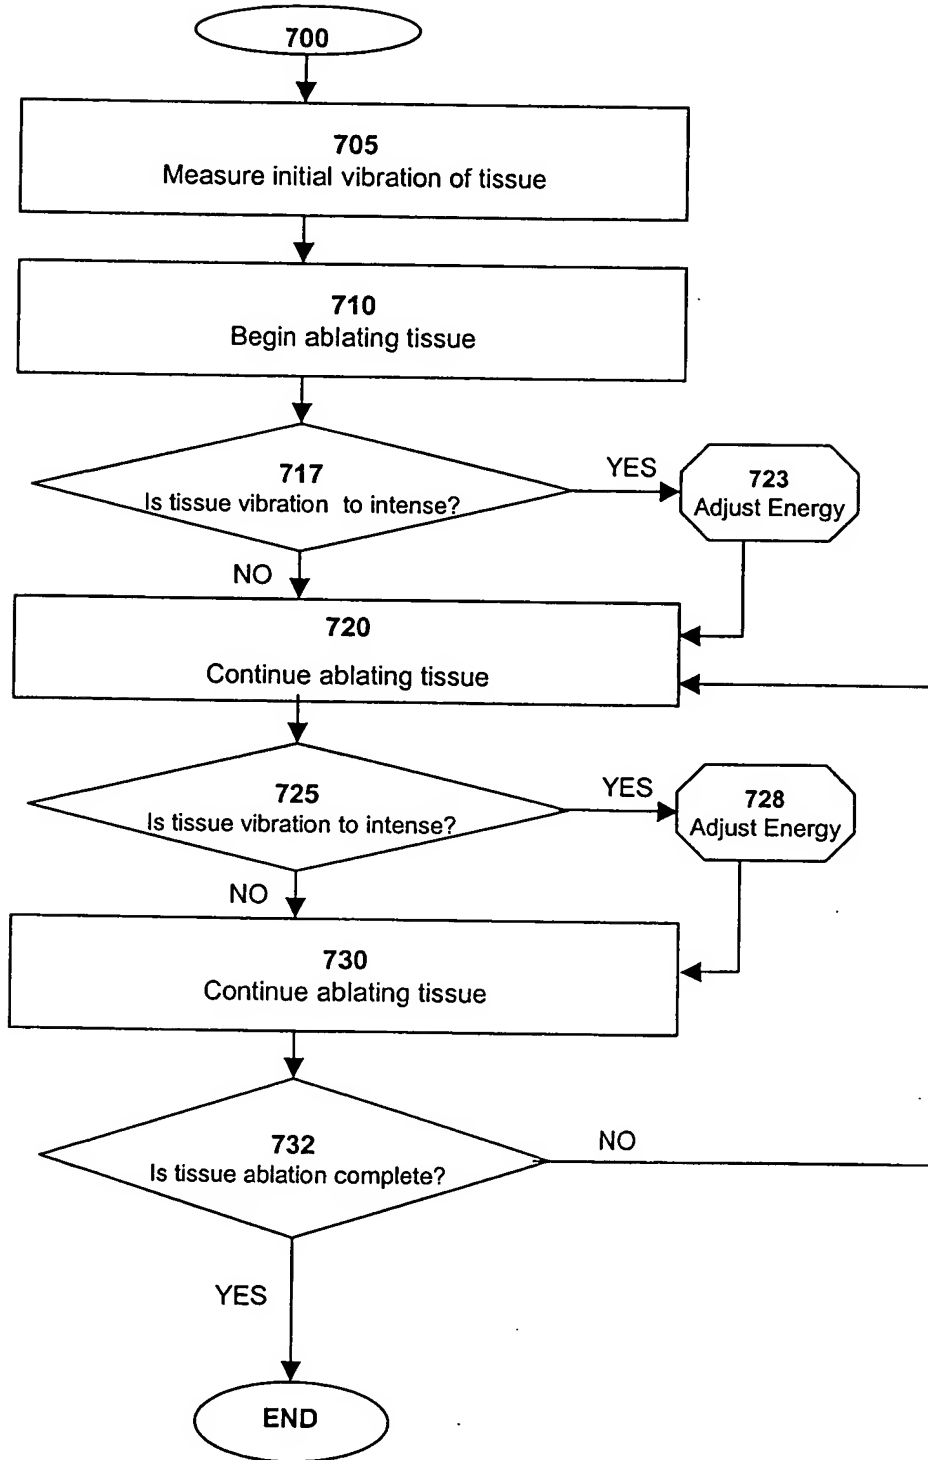 700
705
Measure initial vibration of tissue
710
Begin ablating tissue
717
Is tissue vibration to intense?
YES
723
Adjust Energy
NO
720
Continue ablating tissue
725
Is tissue vibration to intense?
YES
728
Adjust Energy
NO
730
Continue ablating tissue
732
Is tissue ablation complete?
NO
YES
END